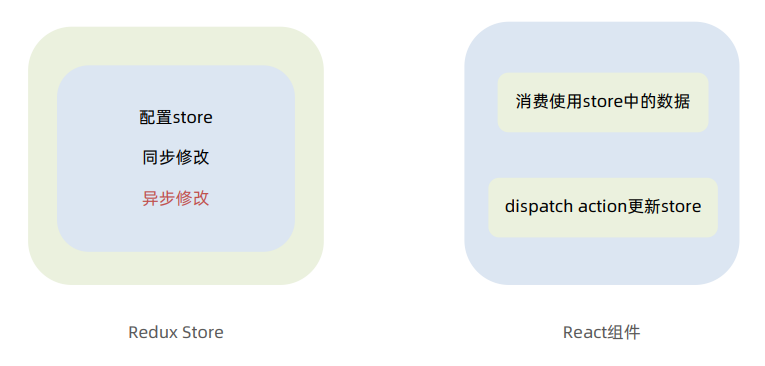 配置store
同步修改
异步修改
Redux Store
消费使用store中的数据
dispatch action更新store
React组件